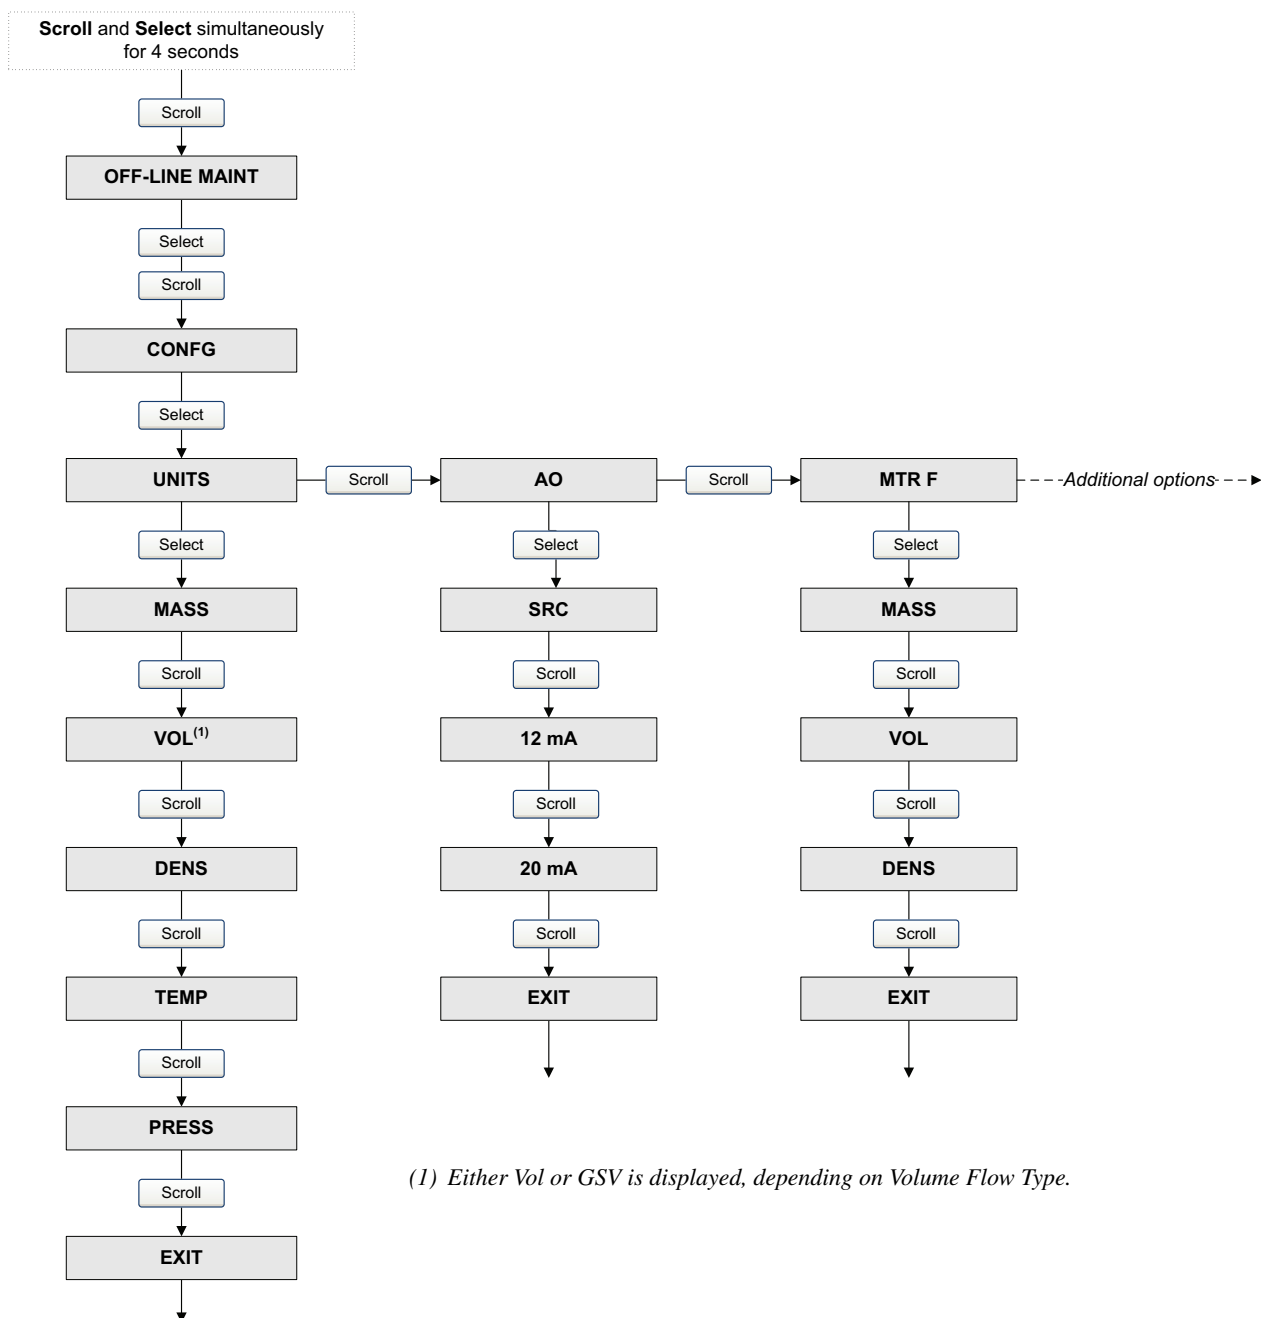 Scroll and Select simultaneously
for 4 seconds
Scroll
OFF-LINE MAINT
Select
Scroll
CONFG
Select
UNITS
Scroll
AO
Scroll
MTR F
Additional options
Select
Select
Select
MASS
SRC
MASS
Scroll
Scroll
Scroll
VOL(1)
12 mA
VOL
Scroll
Scroll
Scroll
DENS
20 mA
DENS
Scroll
Scroll
Scroll
TEMP
EXIT
EXIT
Scroll
PRESS
(1) Either Vol or GSV is displayed, depending on Volume Flow Type.
Scroll
EXIT